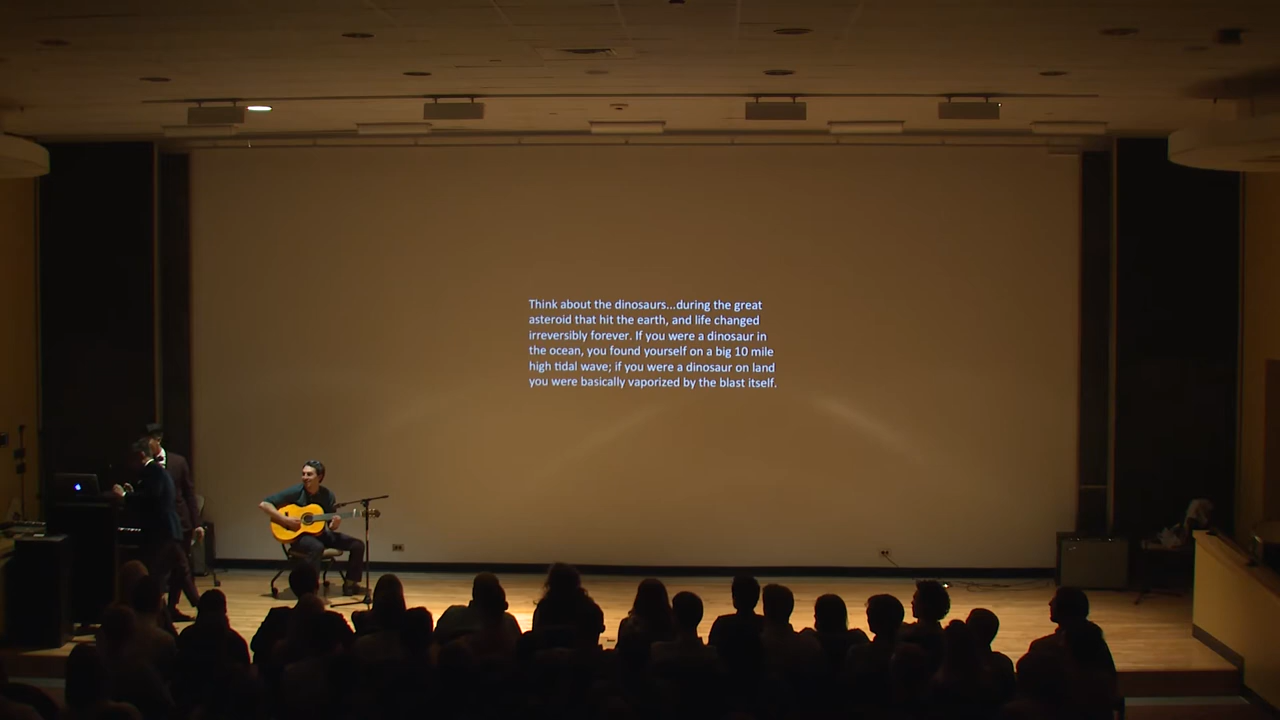 Think about the dinosaurs...during the great
asteroid that hit the earth, and life changed
irreversibly forever. If you were a dinosaur in
the ocean, you found yourself on a big 10 mile
high tidal wave; if you were a dinosaur on land
you were basically vaporized by the blast itself.